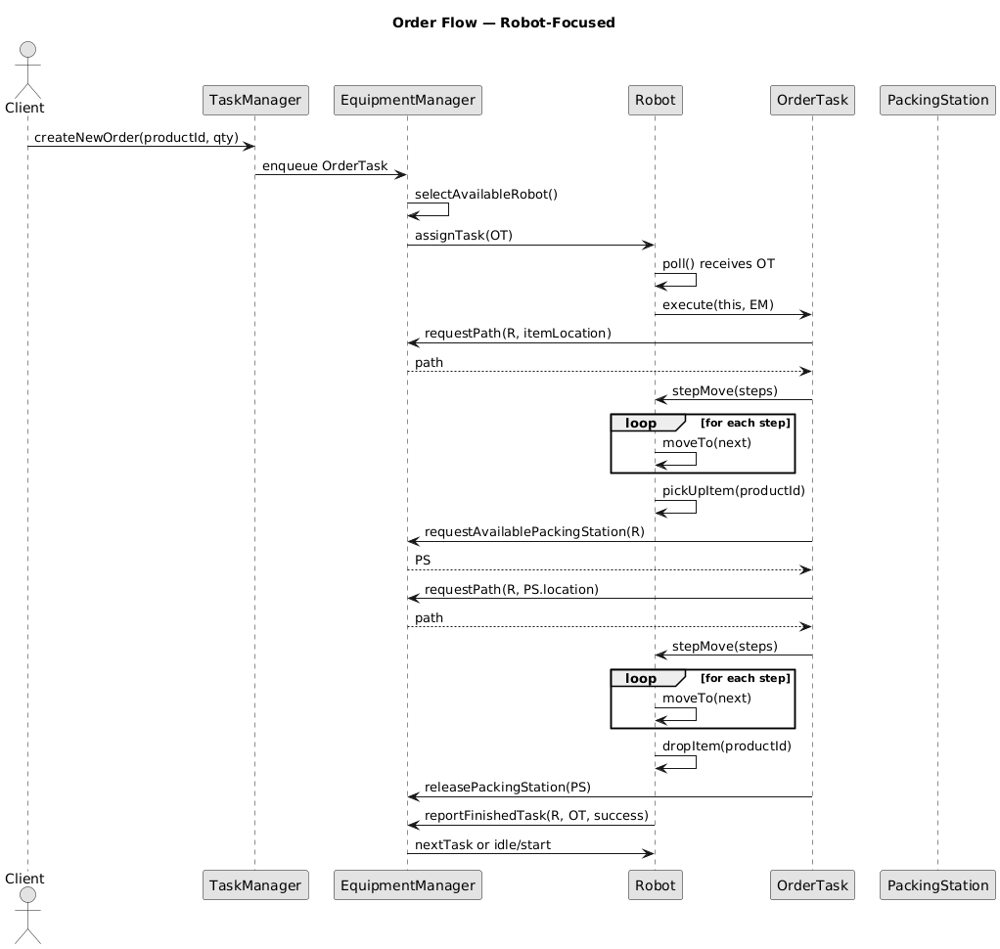 Order Flow — Robot-Focused
Client
TaskManager
EquipmentManager
Robot
OrderTask
PackingStation
createNewOrder(productId, qty)
enqueue OrderTask
selectAvailableRobot()
assignTask(OT)
poll() receives OT
execute(this, EM)
requestPath(R, itemLocation)
path
stepMove(steps)
loop [for each step]
moveTo(next)
pickUpItem(productId)
requestAvailablePackingStation(R)
PS
requestPath(R, PS.location)
path
stepMove(steps)
loop [for each step]
moveTo(next)
dropItem(productId)
releasePackingStation(PS)
reportFinishedTask(R, OT, success)
nextTask or idle/start
Client
TaskManager
EquipmentManager
Robot
OrderTask
PackingStation